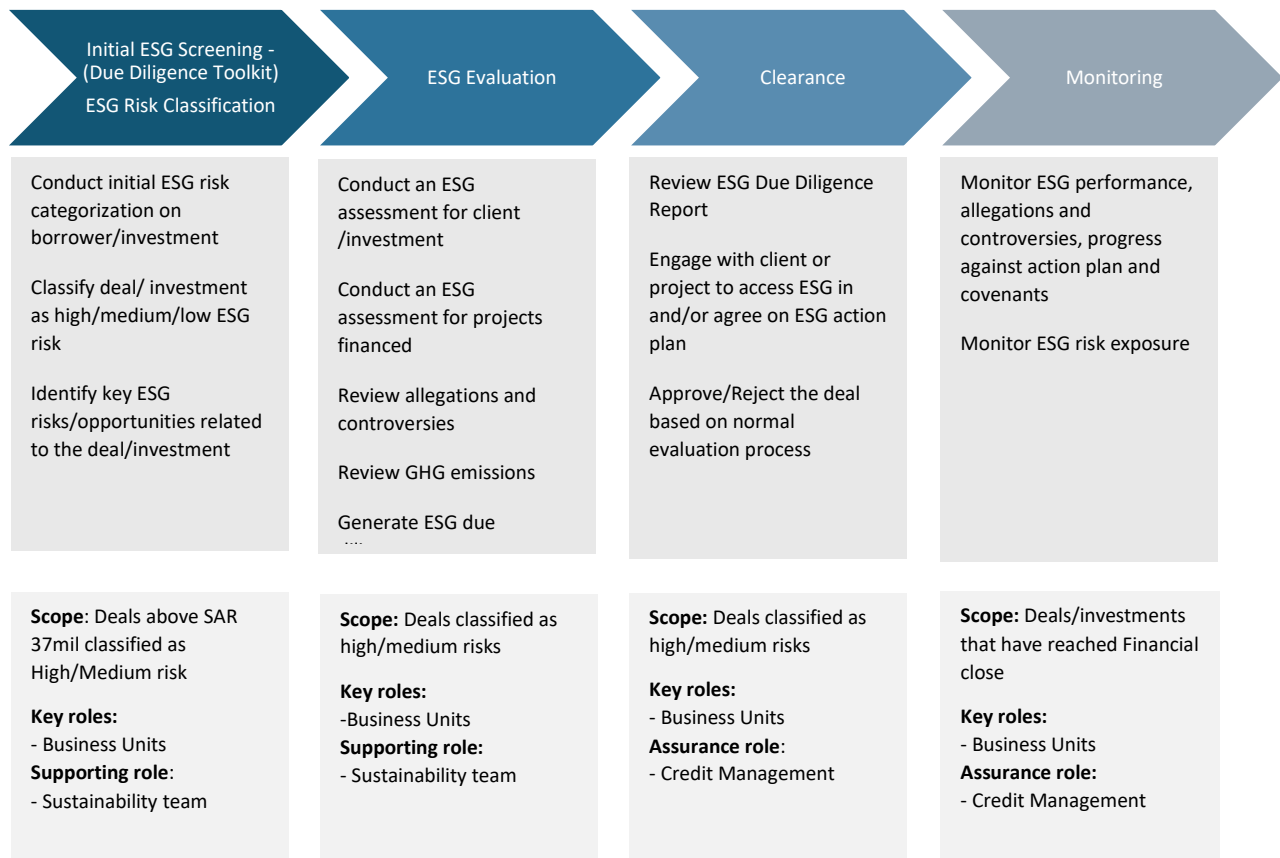 Initial ESG Screening -
(Due Diligence Toolkit)
ESG Risk Classification
ESG Evaluation
Clearance
Monitoring
Conduct initial ESG risk
categorization on
borrower/investment
Classify deal/ investment
as high/medium/low ESG
risk
Identify key ESG
risks/opportunities related
to the deal/investment
Conduct an ESG
assessment for client
/investment
Conduct an ESG
assessment for projects
financed
Review allegations and
controversies
Review GHG emissions
Generate ESG due
Review ESG Due Diligence
Report
Engage with client or
project to access ESG in
and/or agree on ESG action
plan
Approve/Reject the deal
based on normal
evaluation process
Monitor ESG performance,
allegations and
controversies, progress
against action plan and
covenants
Monitor ESG risk exposure
Scope: Deals above SAR
37mil classified as
High/Medium risk
Key roles:
- Business Units
Supporting role:
- Sustainability team
Scope: Deals classified as
high/medium risks
Key roles:
-Business Units
Supporting role:
- Sustainability team
Scope: Deals classified as
high/medium risks
Key roles:
- Business Units
Assurance role:
- Credit Management
Scope: Deals/investments
that have reached Financial
close
Key roles:
- Business Units
Assurance role:
- Credit Management